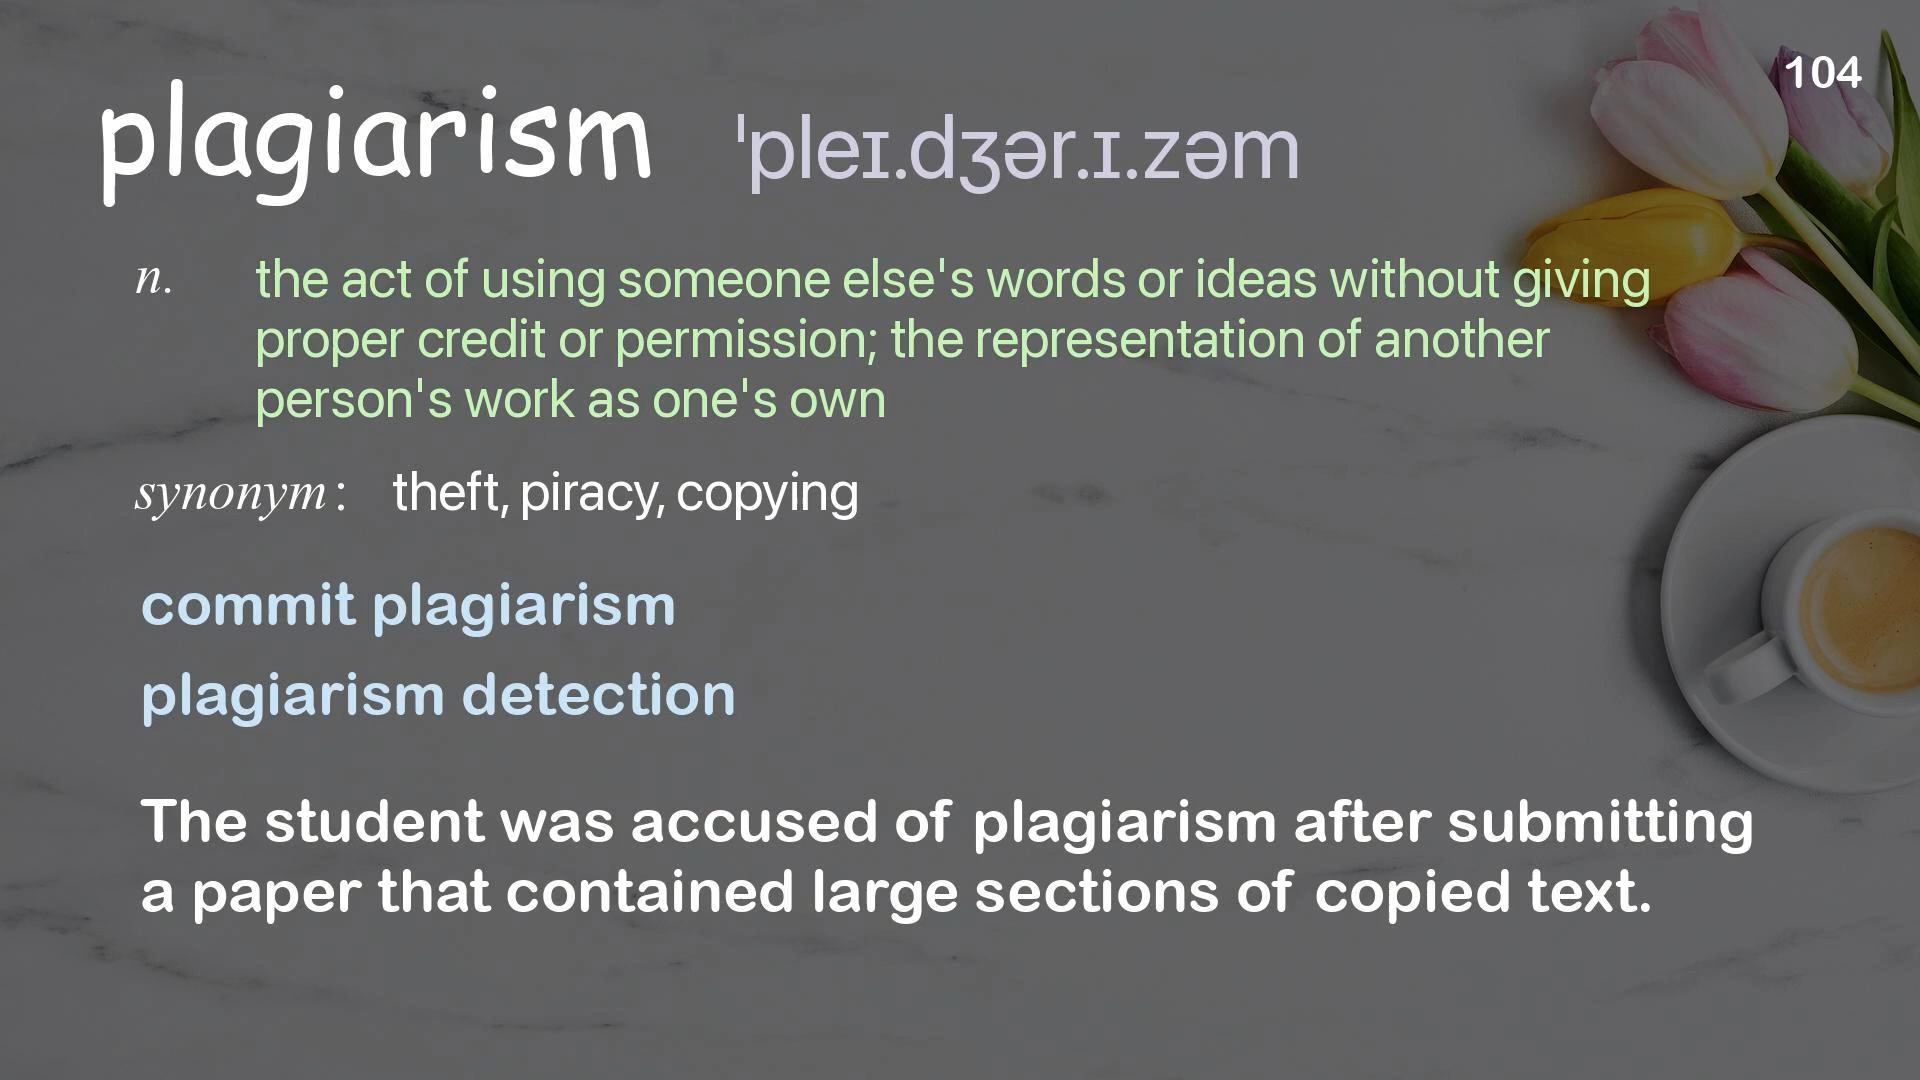 104
plagiarism ˈpleɪ.dʒər.ɪ.zəm
n. the act of using someone else's words or ideas without giving
proper credit or permission; the representation of another
person's work as one's own
synonym: theft, piracy, copying
commit plagiarism
plagiarism detection
The student was accused of plagiarism after submitting
a paper that contained large sections of copied text.